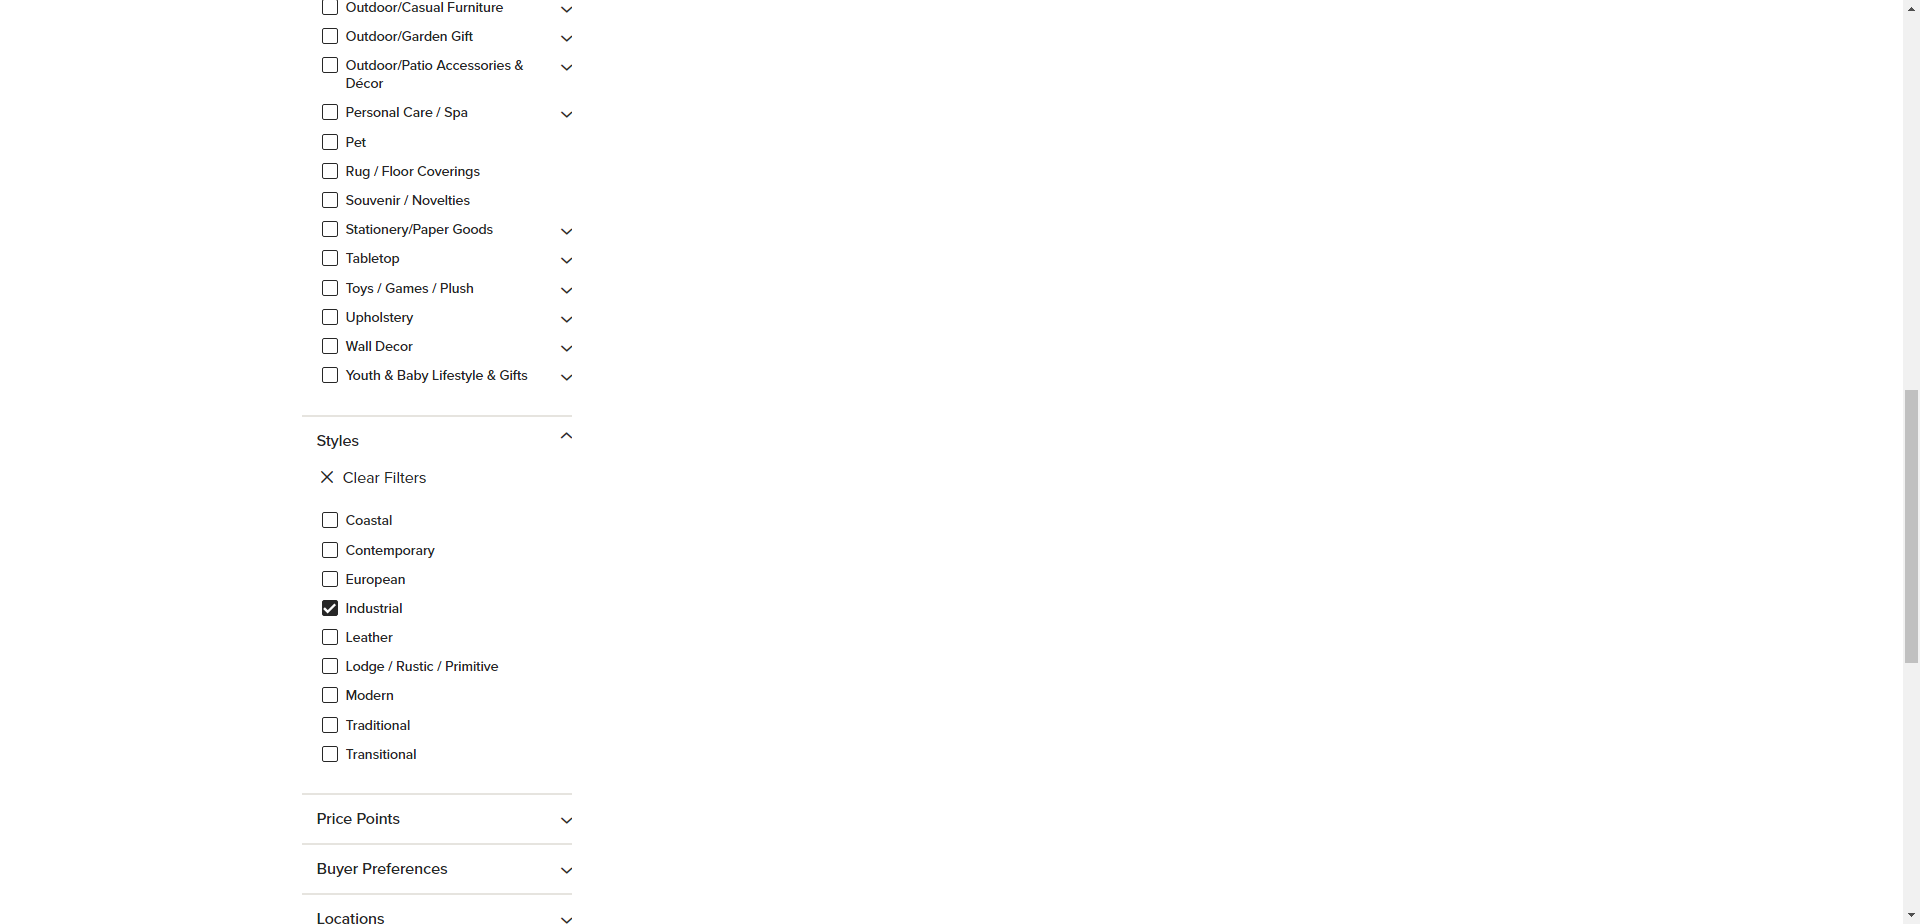 Outdoor/Casual Furniture
Outdoor/Garden Gift
Outdoor/Patio Accessories &
Décor
Personal Care / Spa
Pet
Rug / Floor Coverings
Souvenir / Novelties
Stationery/Paper Goods
Tabletop
Toys / Games / Plush
Upholstery
Wall Decor
Youth & Baby Lifestyle & Gifts
Styles
Clear Filters
Coastal
Contemporary
European
Industrial
Leather
Lodge / Rustic / Primitive
Modern
Traditional
Transitional
Price Points
Buyer Preferences
Locations